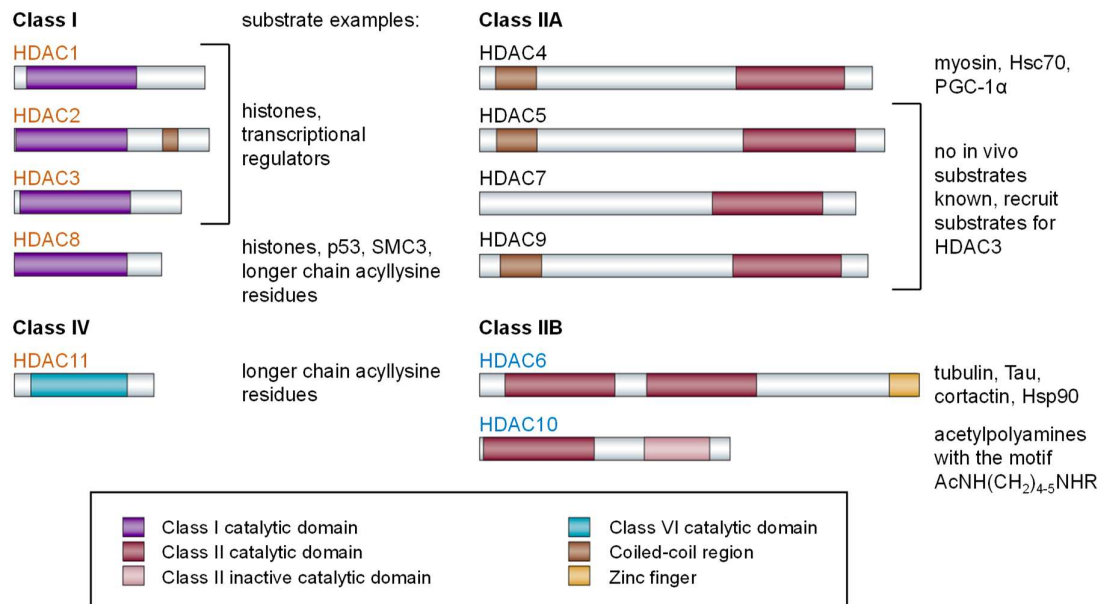 Class I
substrate examples:
HDAC1
HDAC2
HDAC3
histones,
transcriptional
regulators
HDAC8
histones, p53, SMC3,
longer chain acyllysine
residues
Class IV
HDAC11
longer chain acyllysine
residues
Class IIA
HDAC4
myosin, Hsc70,
PGC-1α
HDAC5
HDAC7
HDAC9
no in vivo
substrates
known, recruit
substrates for
HDAC3
Class IIB
HDAC6
tubulin, Tau,
cortactin, Hsp90
HDAC10
acetylpolyamines
with the motif
AcNH(CH₂)₄₋₅NHR
Class I catalytic domain
Class II catalytic domain
Class II inactive catalytic domain
Class VI catalytic domain
Coiled-coil region
Zinc finger